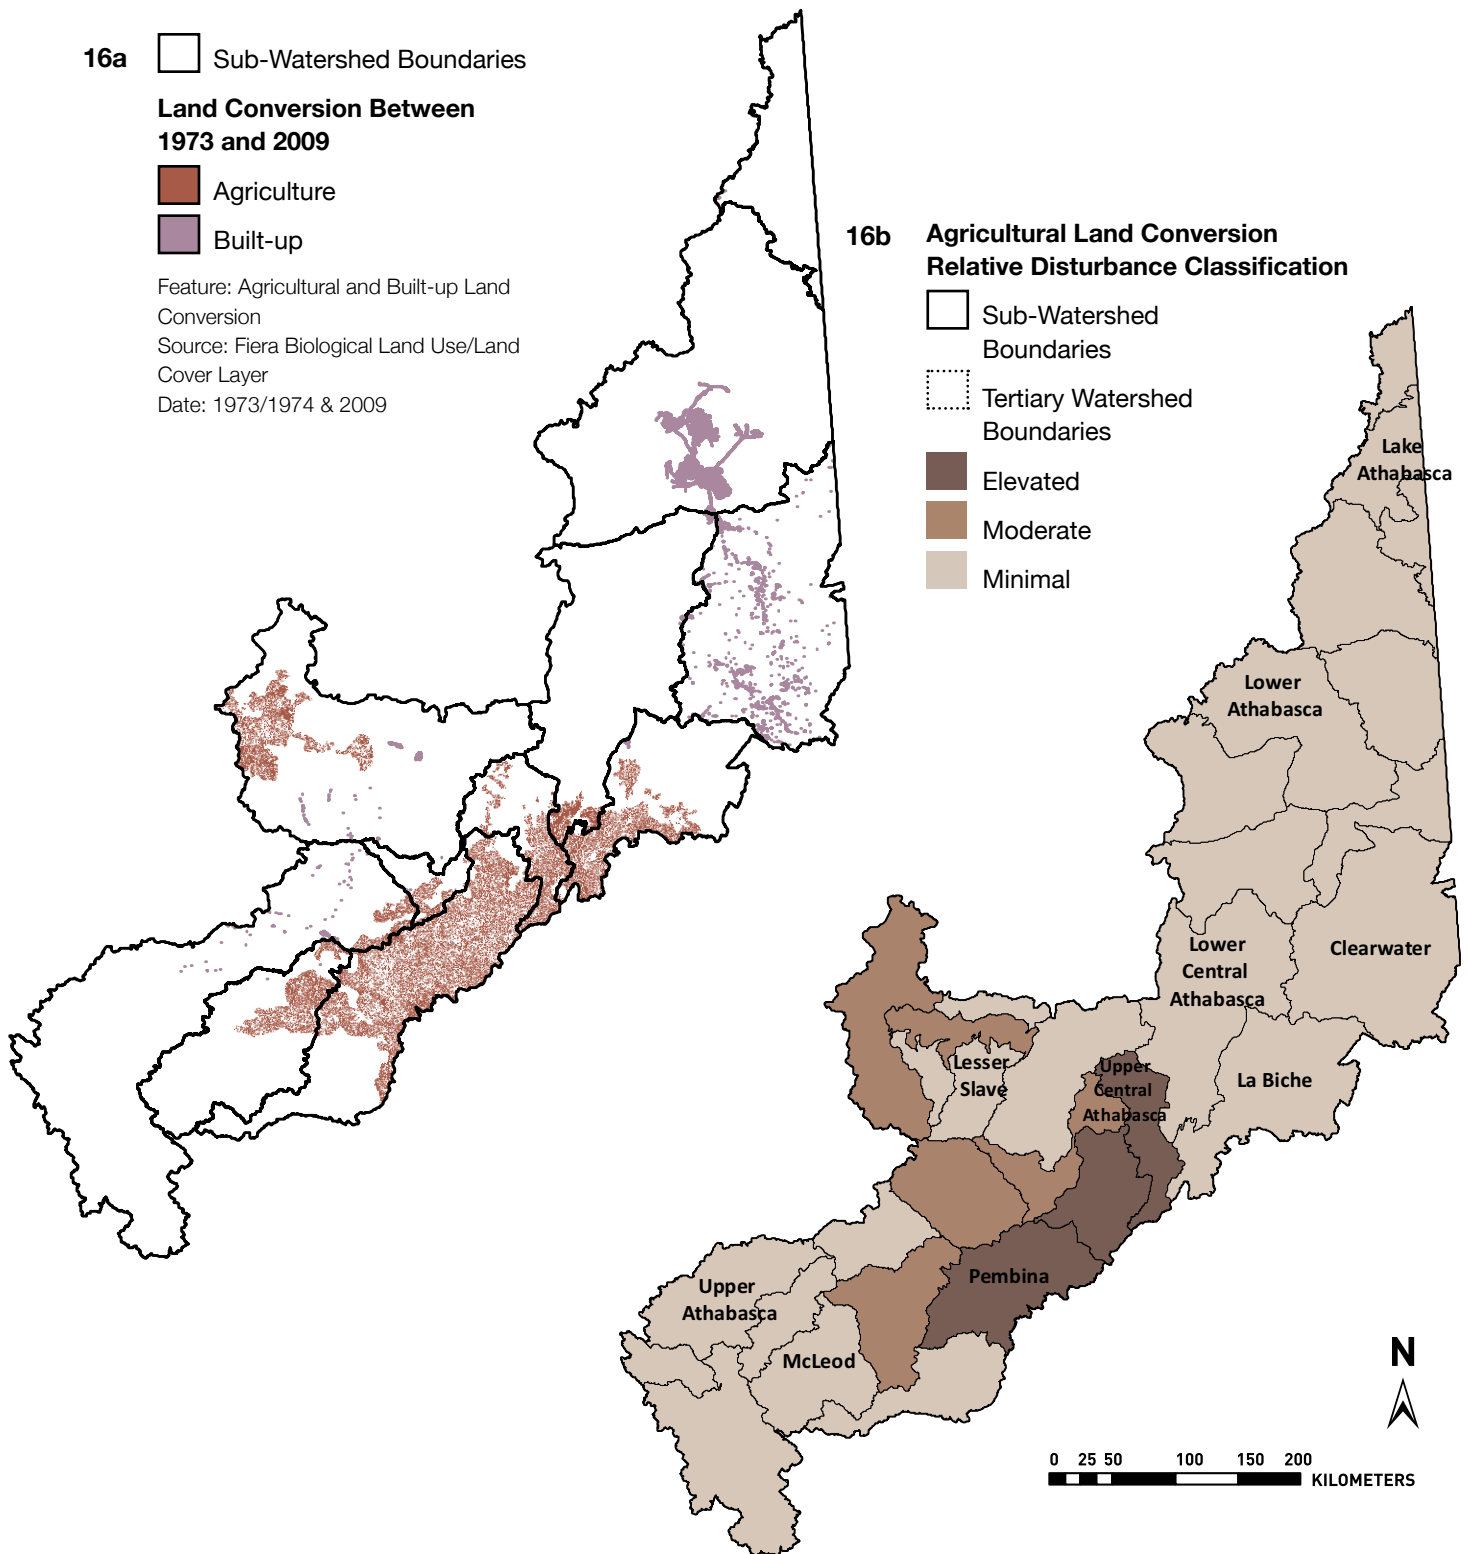 16a
Sub-Watershed Boundaries
Land Conversion Between
1973 and 2009
Agriculture
Built-up
Feature: Agricultural and Built-up Land
Conversion
Source: Fiera Biological Land Use/Land
Cover Layer
Date: 1973/1974 & 2009
16b
Agricultural Land Conversion
Relative Disturbance Classification
Sub-Watershed
Boundaries
Tertiary Watershed
Boundaries
Elevated
Moderate
Minimal
Lake
Athabasca
Lower
Athabasca
Lower
Central
Athabasca
Clearwater
Lesser
Slave
Upper
Central
Athabasca
La Biche
Pembina
Upper
Athabasca
McLeod
N
0 25 50 100 150 200
KILOMETERS